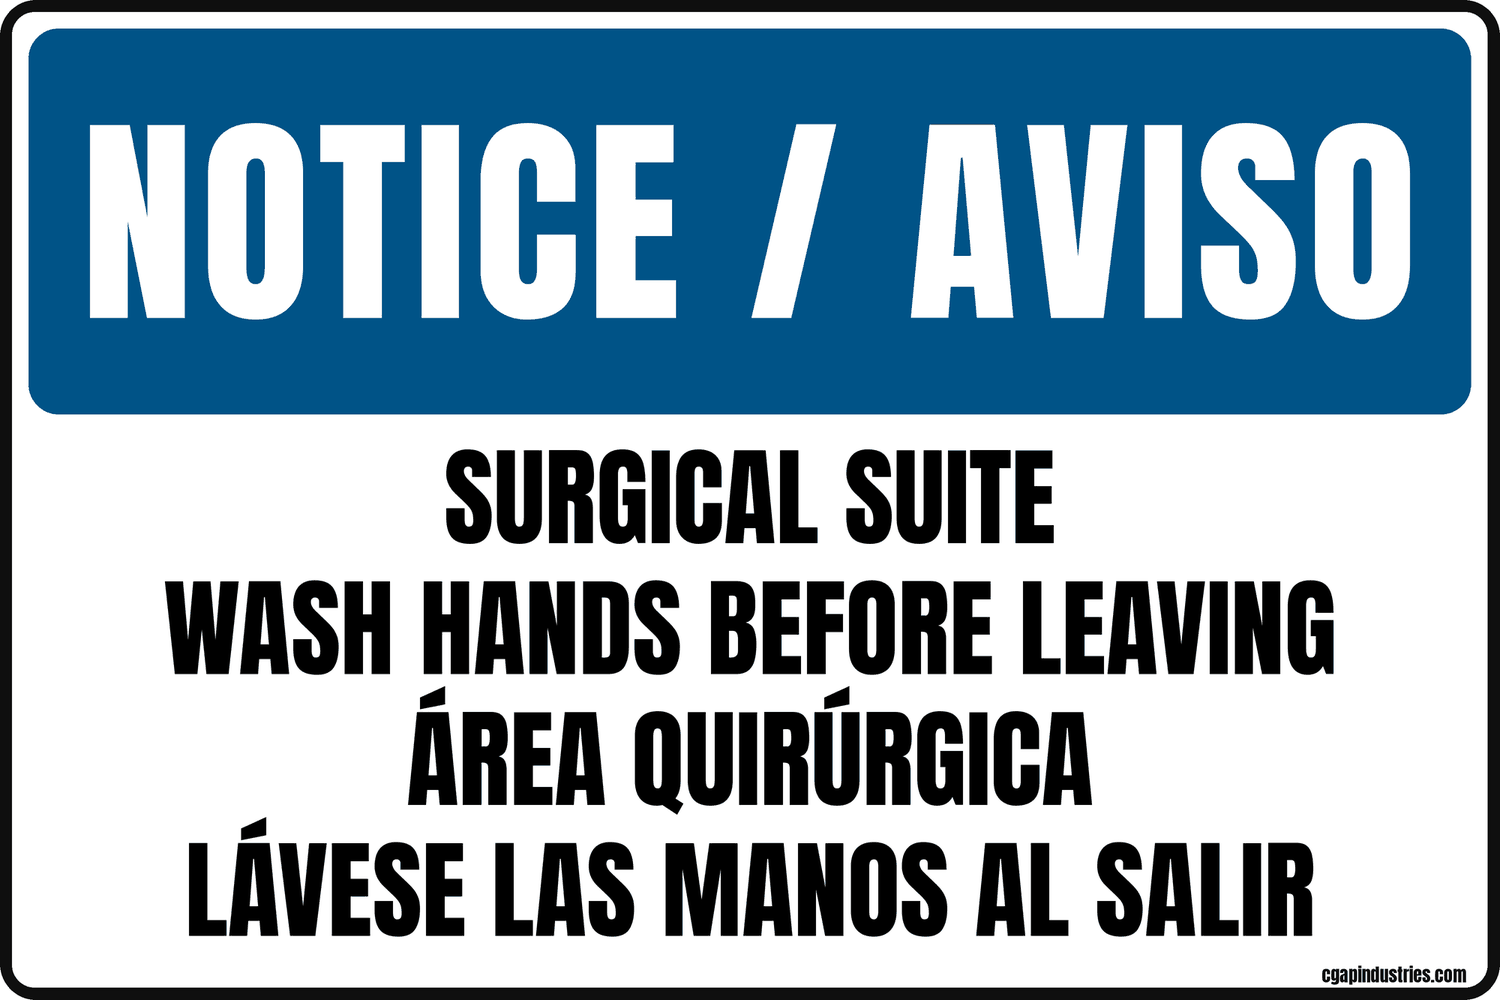 NOTICE / AVISO
SURGICAL SUITE
WASH HANDS BEFORE LEAVING
ÁREA QUIRÚRGICA
LÁVESE LAS MANOS AL SALIR
cgapindustries.com